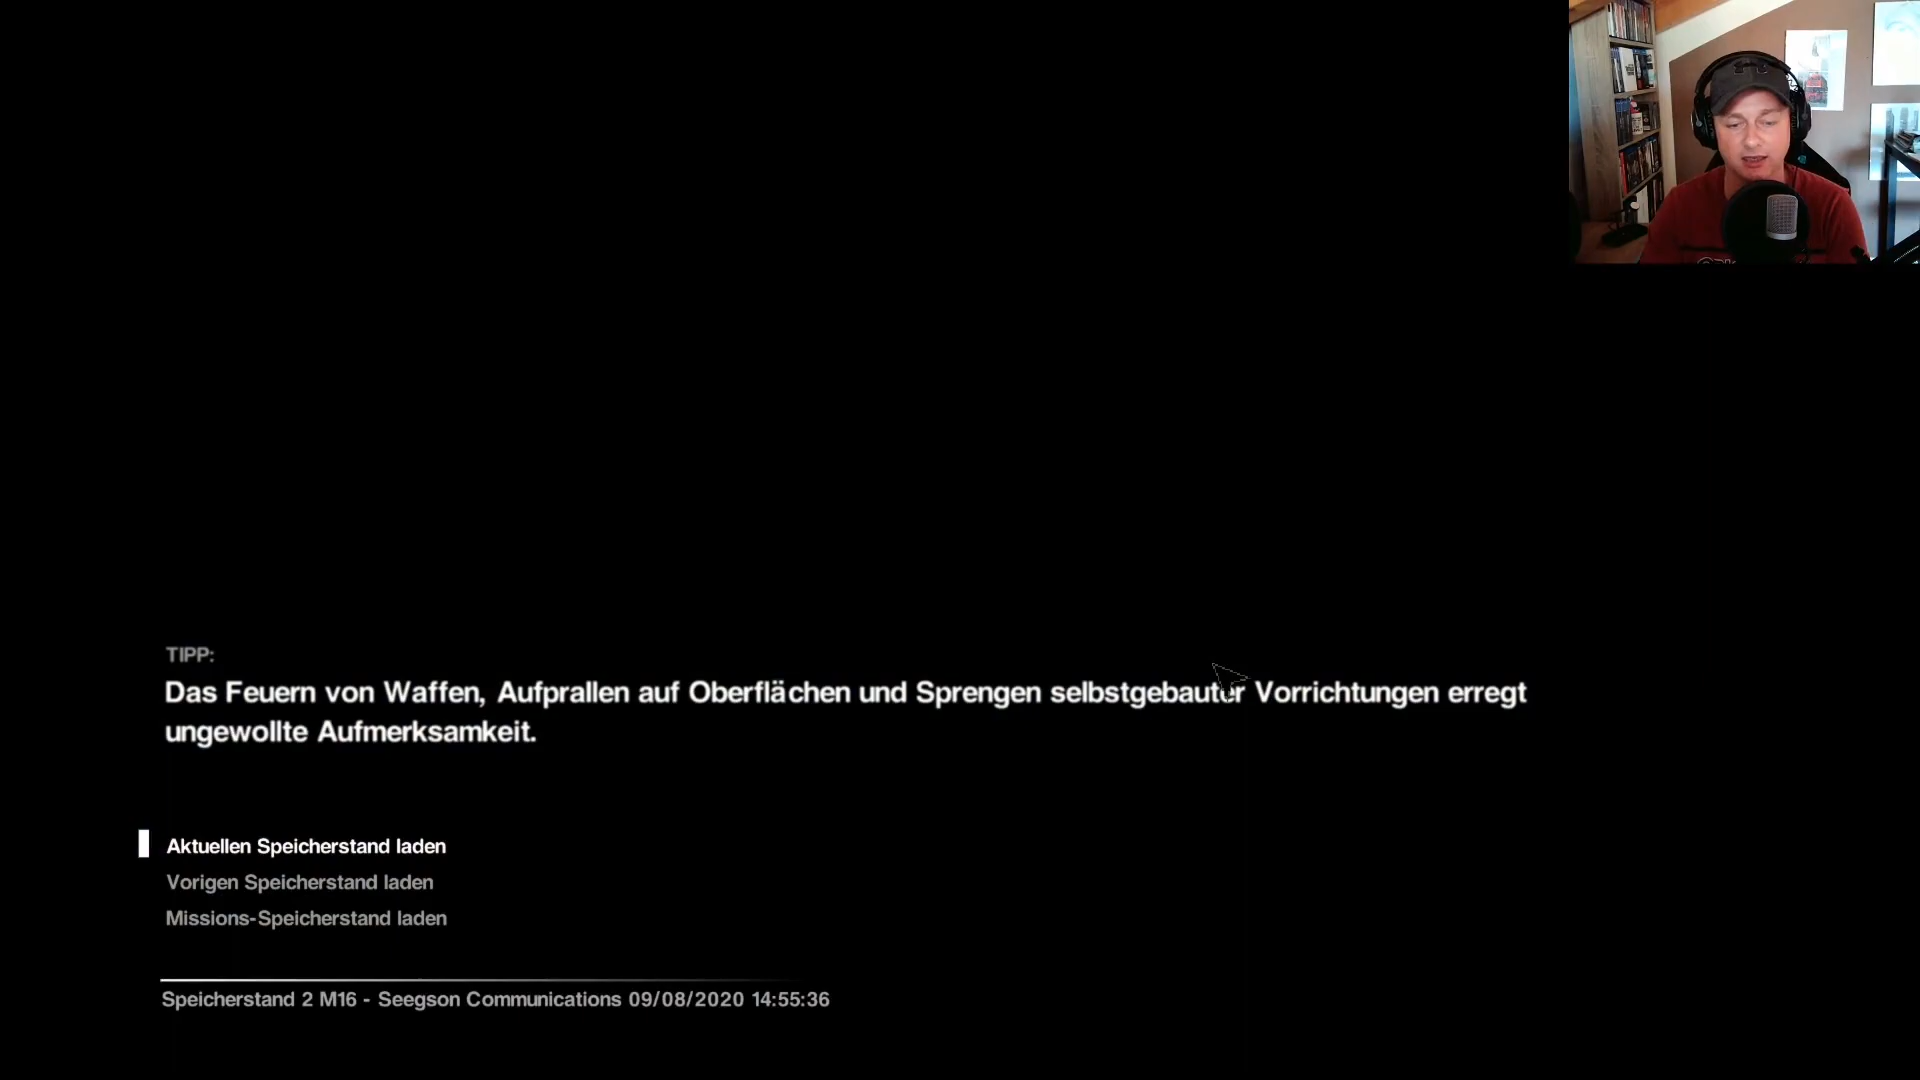 TIPP:
Das Feuern von Waffen, Aufprallen auf Oberflächen und Sprengen selbstgebauter Vorrichtungen erregt
ungewollte Aufmerksamkeit.
Aktuellen Speicherstand laden
Vorigen Speicherstand laden
Missions-Speicherstand laden
Speicherstand 2 M16 - Seegson Communications 09/08/2020 14:55:36